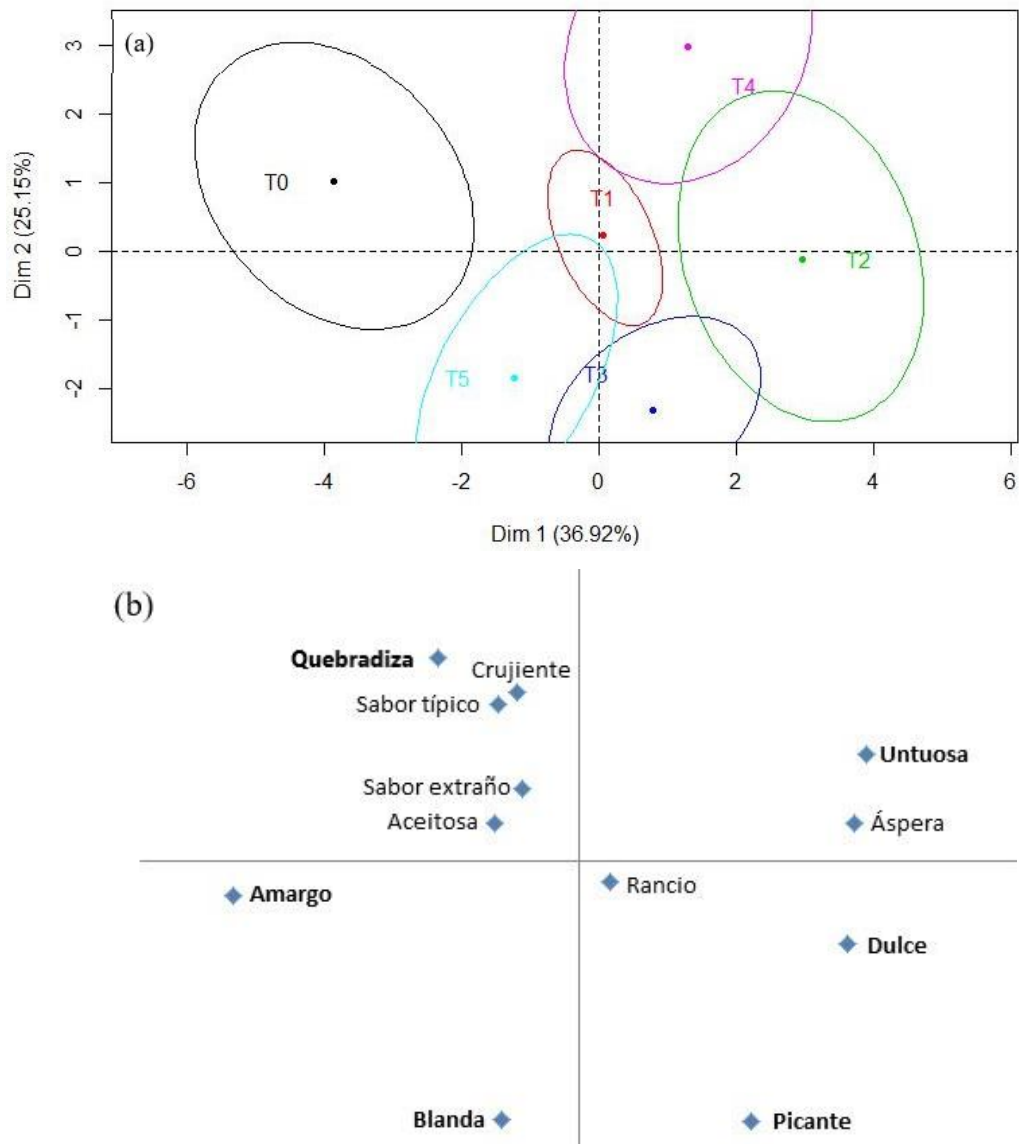 (a)
3
2
1
0
-1
-2
Dim 2 (25.15%)
T4
T0
T1
T2
T5
T3
-6
-4
-2
0
2
4
6
Dim 1 (36.92%)
(b)
Quebradiza
Crujiente
Sabor típico
Untuosa
Sabor extraño
Aceitosa
Áspera
Rancio
Amargo
Dulce
Blanda
Picante